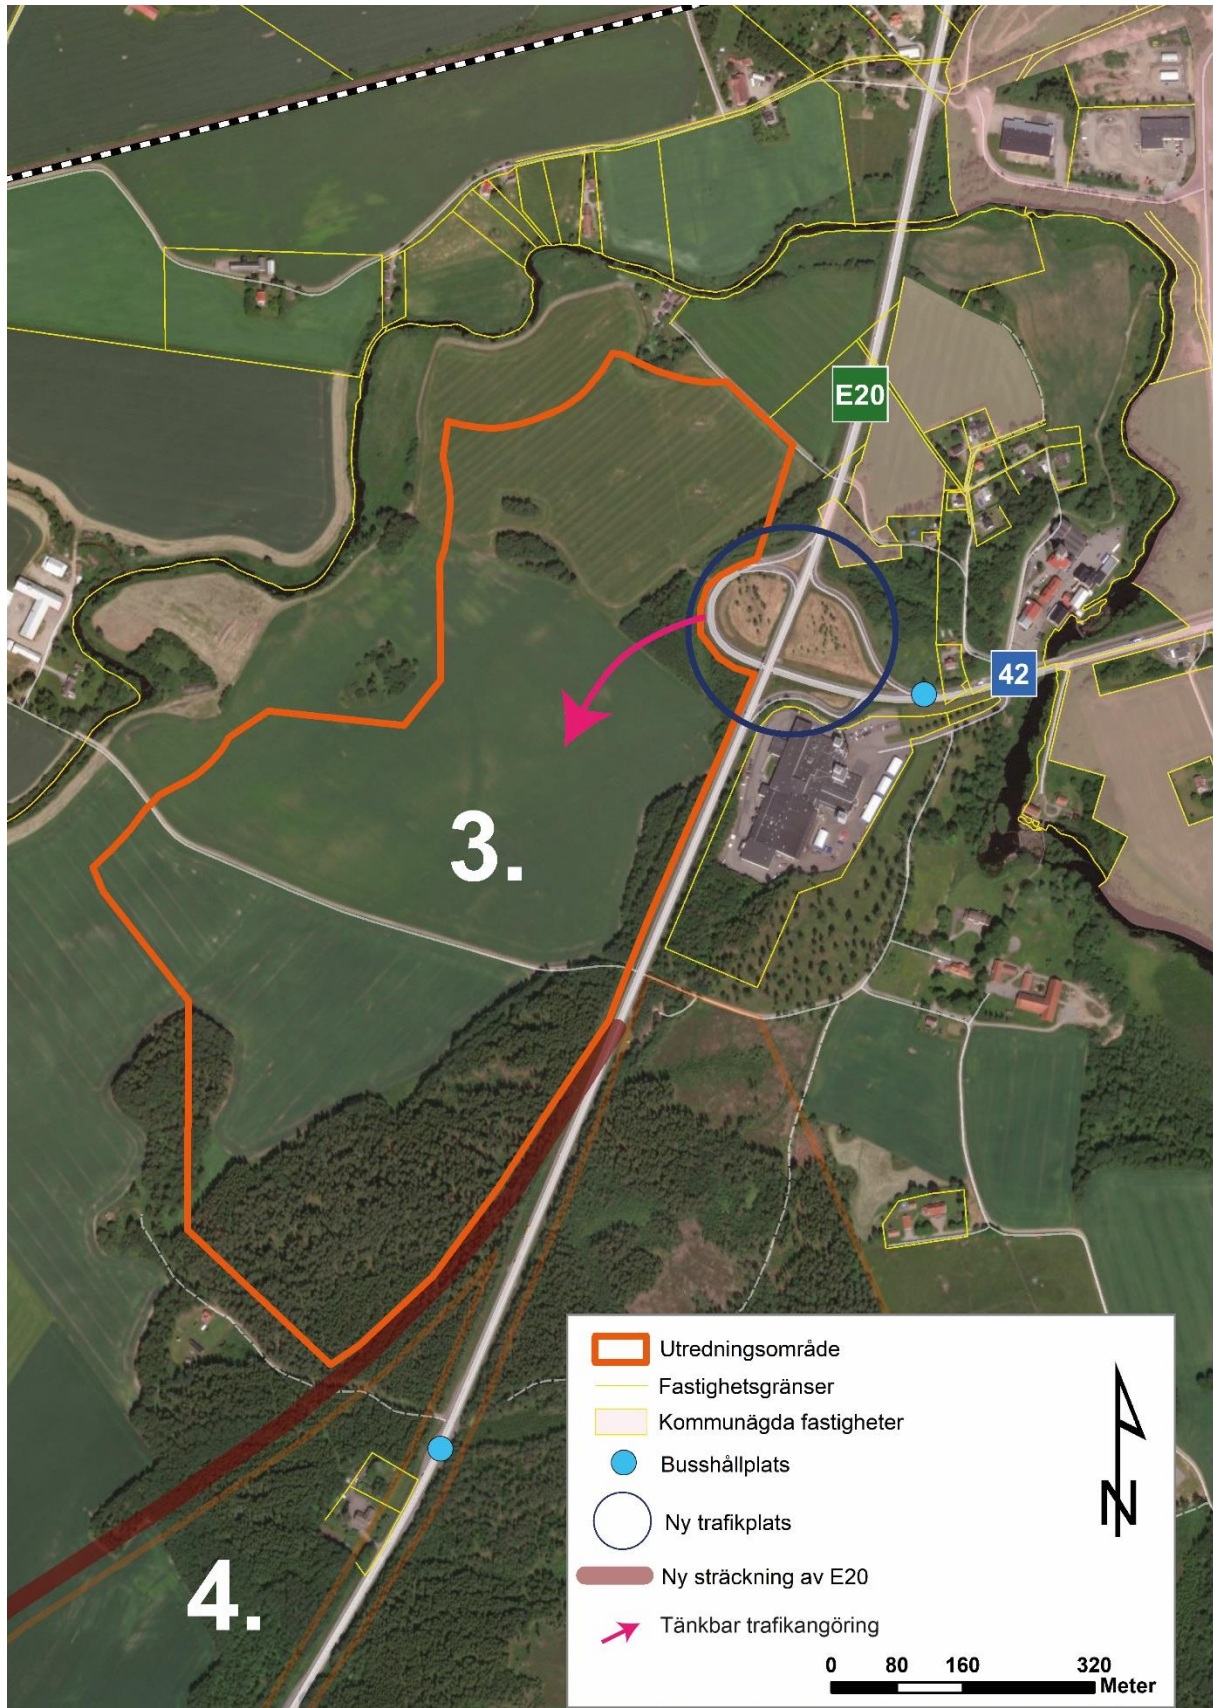 E20
42
3.
4.
Utredningsområde
Fastighetsgränser
Kommunägda fastigheter
Busshållplats
Ny trafikplats
Ny sträckning av E20
Tänkbar trafikangöring
N
0 80 160 320
Meter